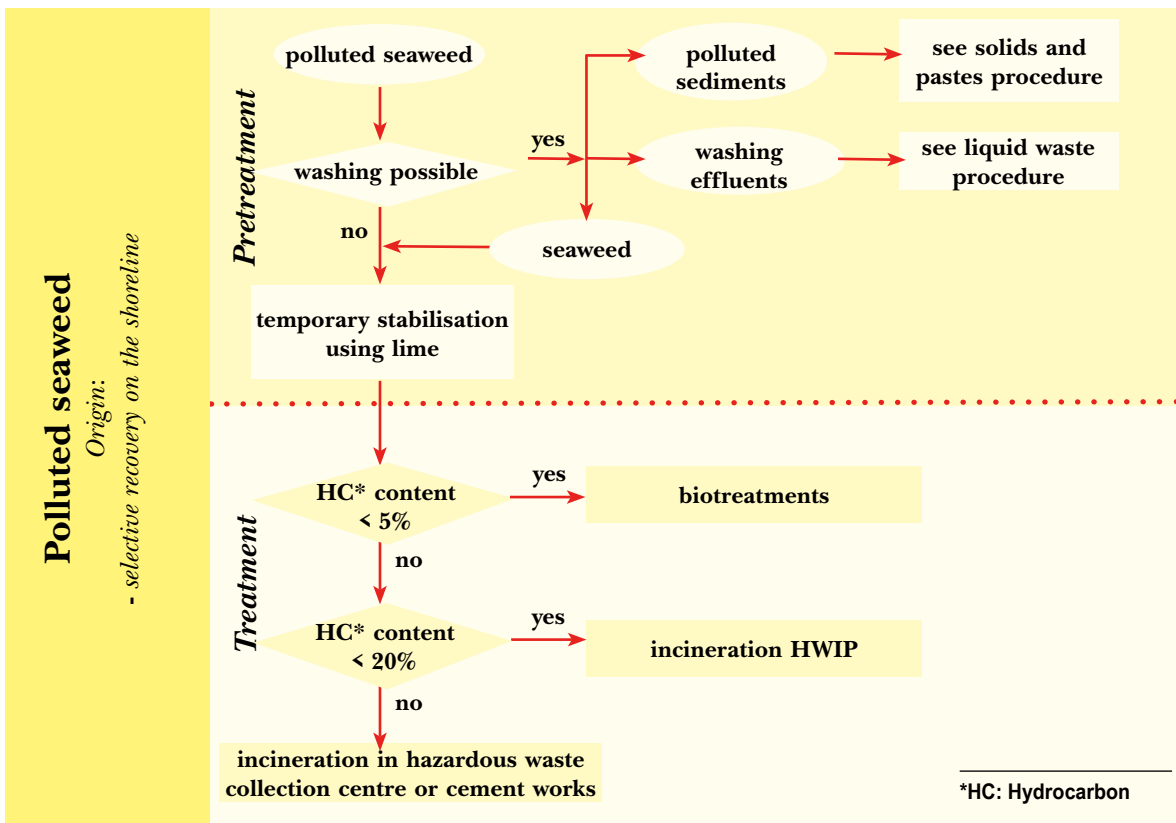 Polluted seaweed
Origin:
- selective recovery on the shoreline
Pretreatment
polluted seaweed
washing possible
yes
no
polluted
sediments
see solids and
pastes procedure
washing
effluents
see liquid waste
procedure
seaweed
temporary stabilisation
using lime
Treatment
HC* content
< 5%
yes
biotreatments
no
HC* content
< 20%
yes
incineration HWIP
no
incineration in hazardous waste
collection centre or cement works
*HC: Hydrocarbon